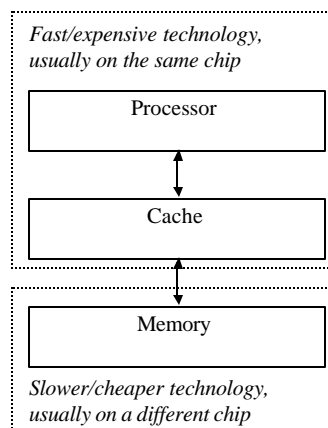 Fast/expensive technology,
usually on the same chip
Processor
Cache
Memory
Slower/cheaper technology,
usually on a different chip